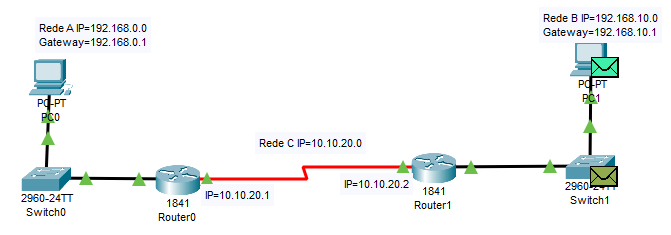 Rede A IP=192.168.0.0
Gateway=192.168.0.1
PC-PT
PC0
2960-24TT
Switch0
1841
Router0
IP=10.10.20.1
Rede C IP=10.10.20.0
IP=10.10.20.2
1841
Router1
Rede B IP=192.168.10.0
Gateway=192.168.10.1
PC-PT
PC1
2960-24TT
Switch1